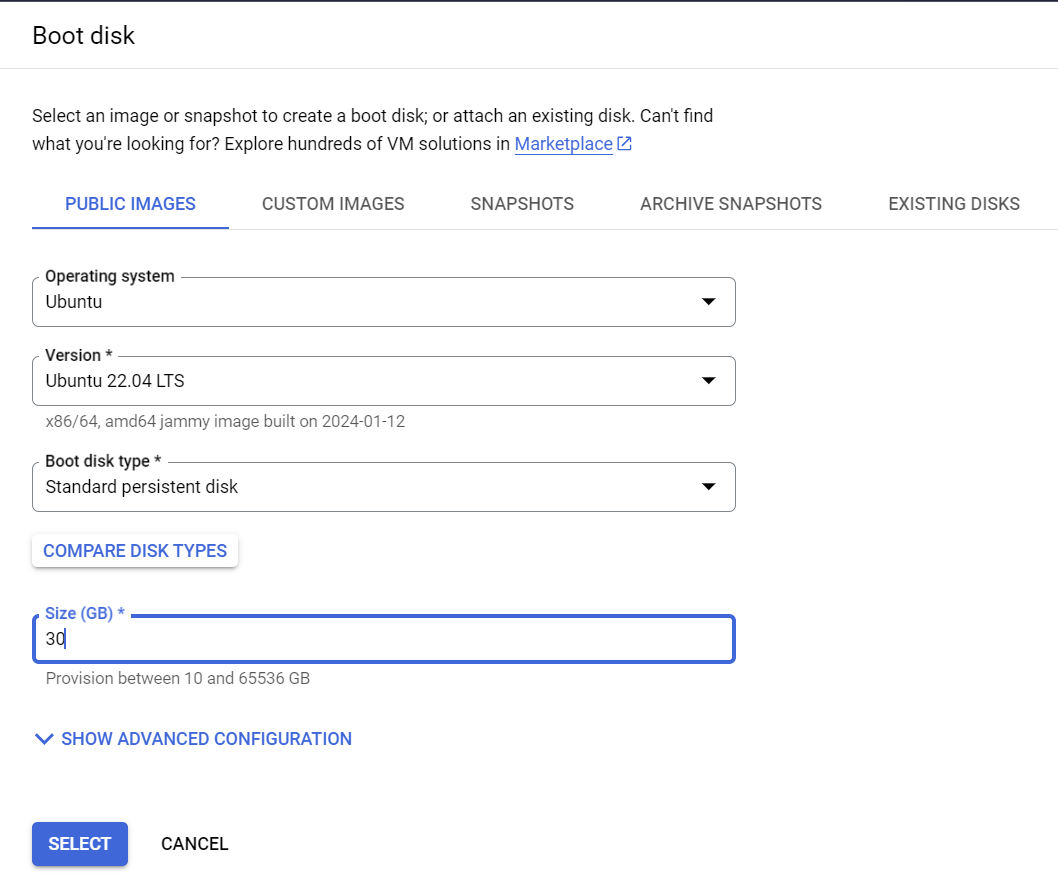 Boot disk
Select an image or snapshot to create a boot disk; or attach an existing disk. Can't find
what you're looking for? Explore hundreds of VM solutions in Marketplace
PUBLIC IMAGES CUSTOM IMAGES SNAPSHOTS ARCHIVE SNAPSHOTS EXISTING DISKS
Operating system
Ubuntu
Version *
Ubuntu 22.04 LTS
x86/64, amd64 jammy image built on 2024-01-12
Boot disk type *
Standard persistent disk
COMPARE DISK TYPES
Size (GB) *
30
Provision between 10 and 65536 GB
SHOW ADVANCED CONFIGURATION
SELECT CANCEL